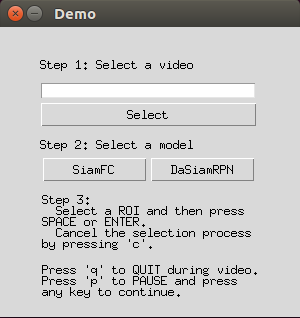 Demo
Step 1: Select a video
Select
Step 2: Select a model
SiamFC DaSiamRPN
Step 3:
Select a ROI and then press
SPACE or ENTER.
Cancel the selection process
by pressing 'c'.
Press 'q' to QUIT during video.
Press 'p' to PAUSE and press
any key to continue.